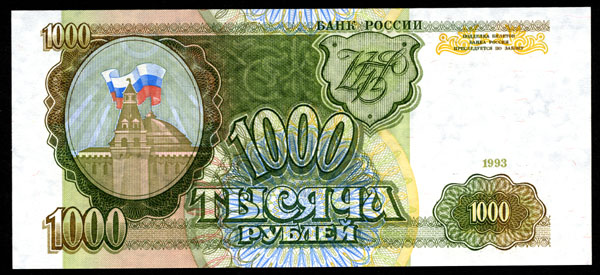 1000
БАНК РОССИИ
ПОДДЕЛКА БИЛЕТОВ
БАНКА РОССИИ
ПРЕСЛЕДУЕТСЯ ПО ЗАКОНУ
1000
1993
ТЫСЯЧА
РУБЛЕЙ
1000
1000